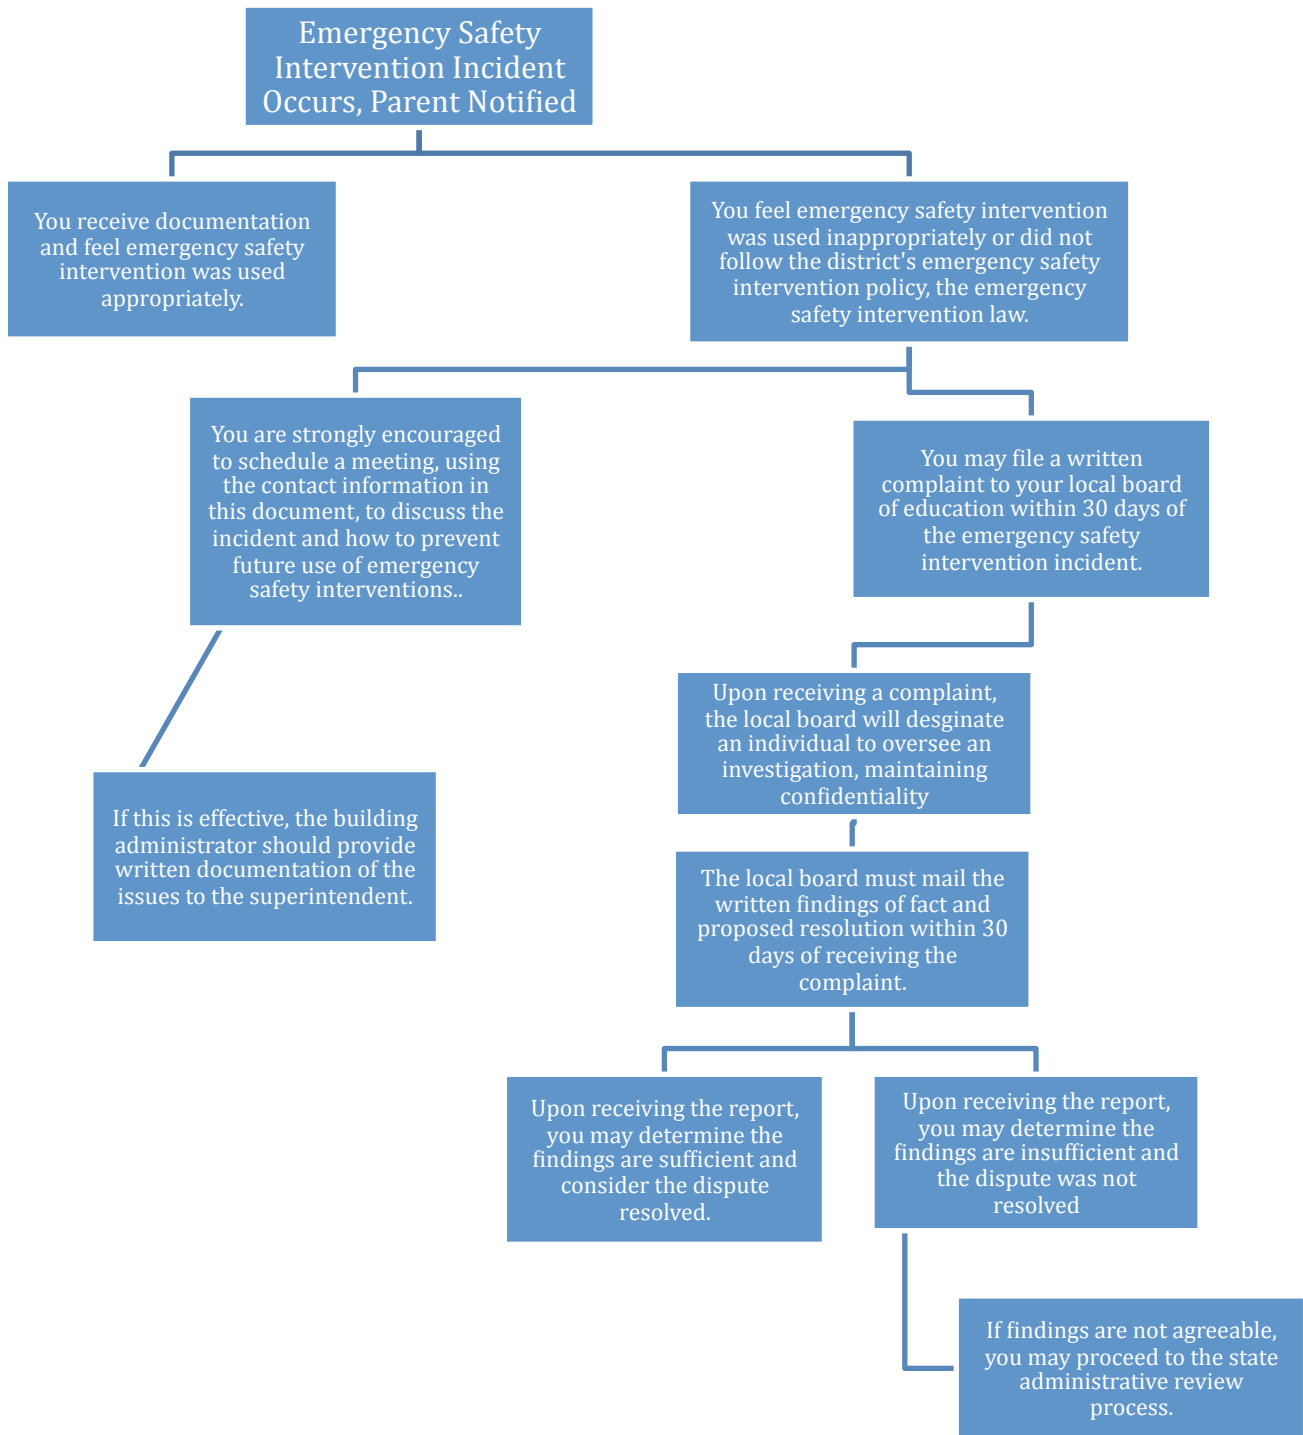 Emergency Safety
Intervention Incident
Occurs, Parent Notified
You receive documentation
and feel emergency safety
intervention was used
appropriately.
You feel emergency safety intervention
was used inappropriately or did not
follow the district's emergency safety
intervention policy, the emergency
safety intervention law.
You are strongly encouraged
to schedule a meeting, using
the contact information in
this document, to discuss the
incident and how to prevent
future use of emergency
safety interventions..
You may file a written
complaint to your local board
of education within 30 days of
the emergency safety
intervention incident.
Upon receiving a complaint,
the local board will desginate
an individual to oversee an
investigation, maintaining
confidentiality
If this is effective, the building
administrator should provide
written documentation of the
issues to the superintendent.
The local board must mail the
written findings of fact and
proposed resolution within 30
days of receiving the
complaint.
Upon receiving the report,
you may determine the
findings are sufficient and
consider the dispute
resolved.
Upon receiving the report,
you may determine the
findings are insufficient and
the dispute was not
resolved
If findings are not agreeable,
you may proceed to the state
administrative review
process.